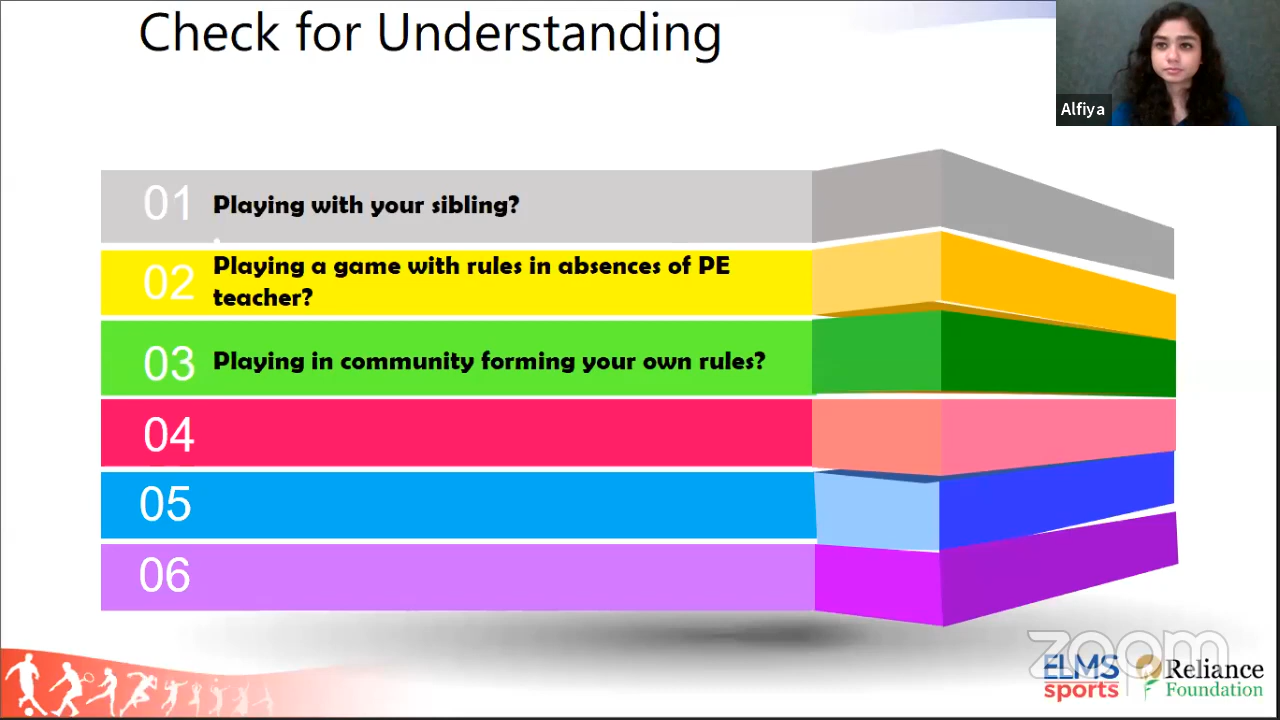 Check for Understanding
Alfiya
01 Playing with your sibling?
02 Playing a game with rules in absences of PE
teacher?
03 Playing in community forming your own rules?
04
05
06
zoom
ELMS
sports
Reliance
Foundation